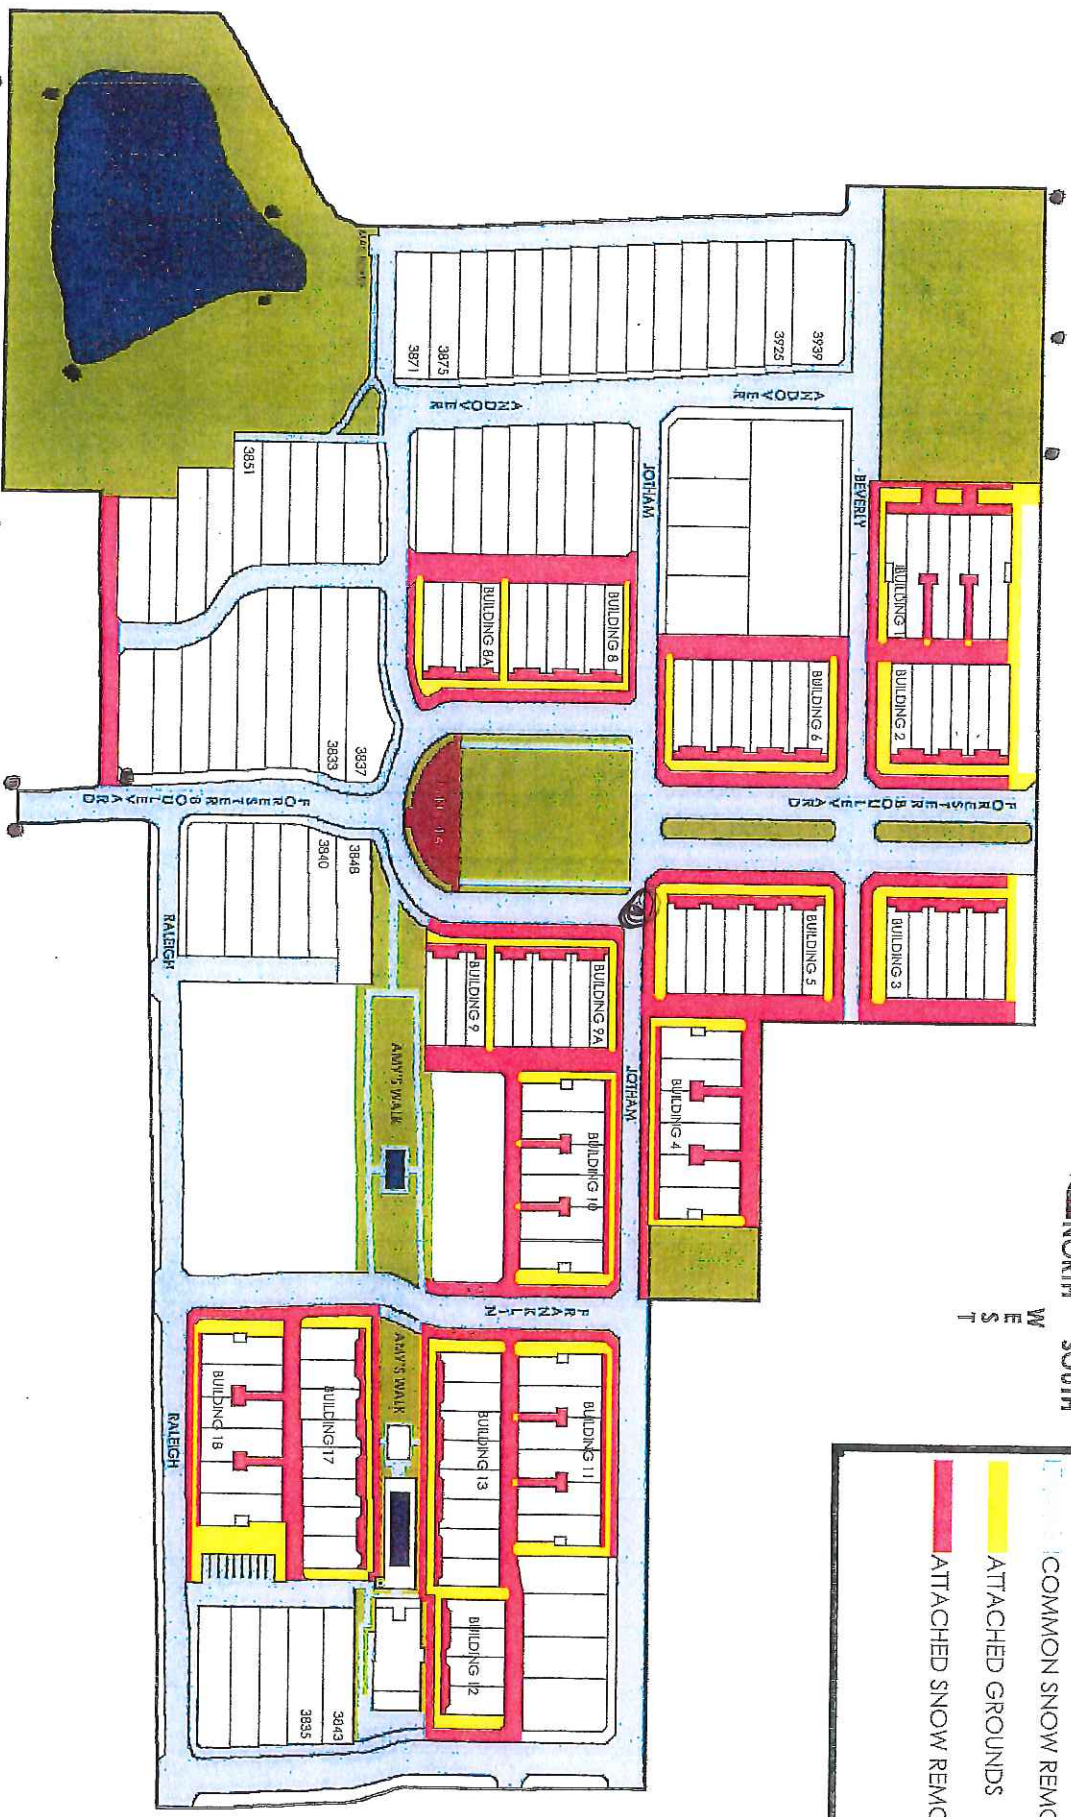 NORTH SOUTH
WEST
COMMON SNOW REMO
ATTACHED GROUNDS
ATTACHED SNOW REMO
3939
3925
3875
3871
ANDOVER
ANDOVER
JOTHAM
BEVERLY
BUILDING 1
BUILDING 2
BUILDING 6
BUILDING 8
BUILDING 8A
3851
3837
3833
FORESTER BOULEVARD
FORESTER BOULEVARD
3848
3840
RALEIGH
BUILDING 3
BUILDING 5
BUILDING 4
JOTHAM
BUILDING 9A
BUILDING 9
BUILDING 10
AMY'S WALK
FRANKLIN
AMY'S WALK
BUILDING 11
BUILDING 13
BUILDING 12
BUILDING 17
BUILDING 18
RALEIGH
3843
3835